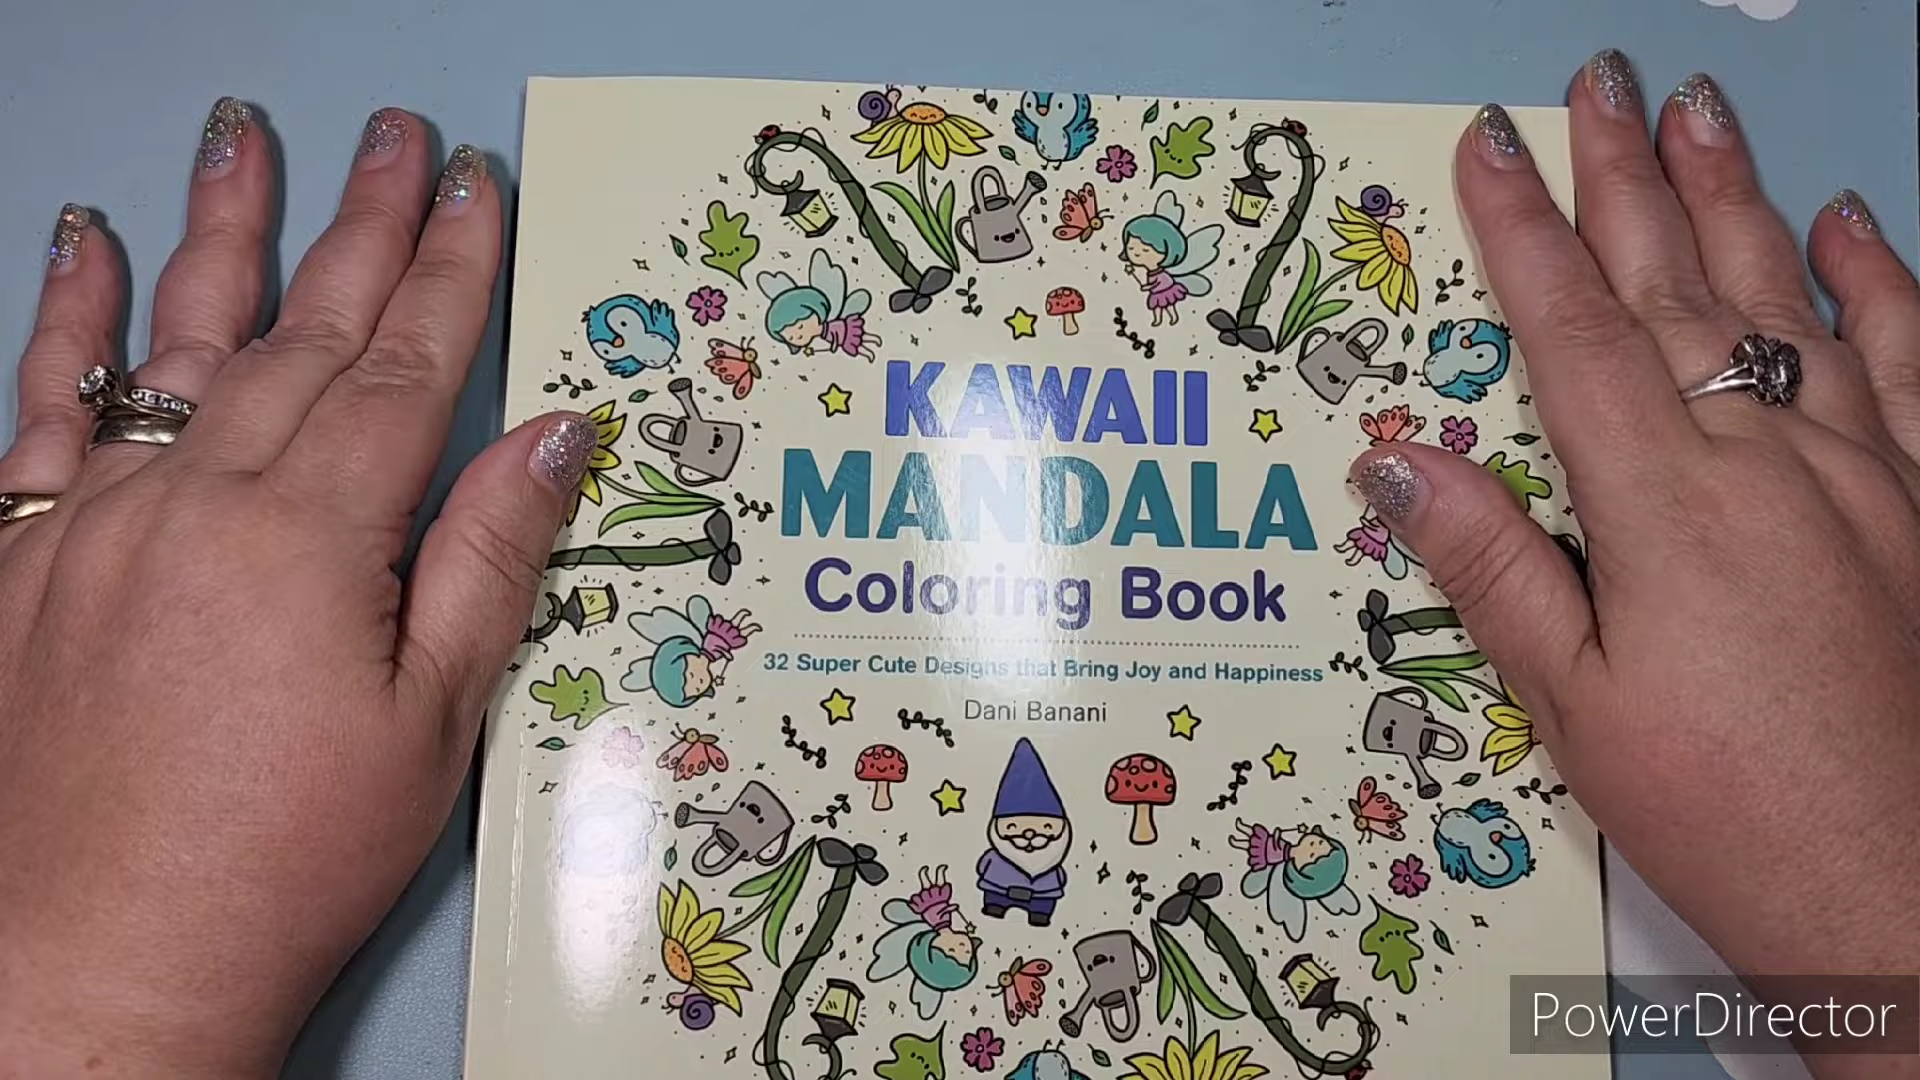 KAWAII
MANDALA
Coloring Book
32 Super Cute Designs that Bring Joy and Happiness
Dani Banani
PowerDirector